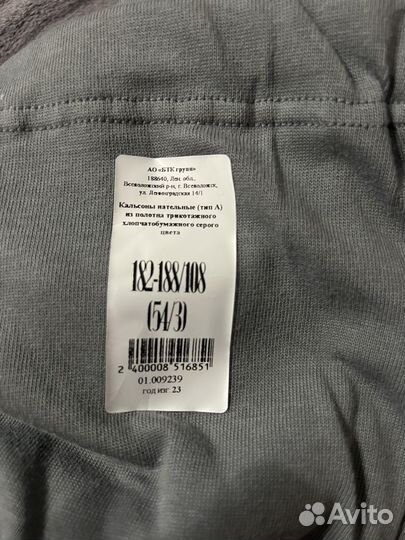 АО «БТК групп»
188640, Лен. обл.,
Всеволожский р-н, г. Всеволожск,
ул. Ленинградская 14/1
Кальсоны нательные (тип А)
из полотна трикотажного
хлопчатобумажного серого
цвета
182-188/108
(54/3)
2 400008 516851
01.009239
год изг. 23
Avito